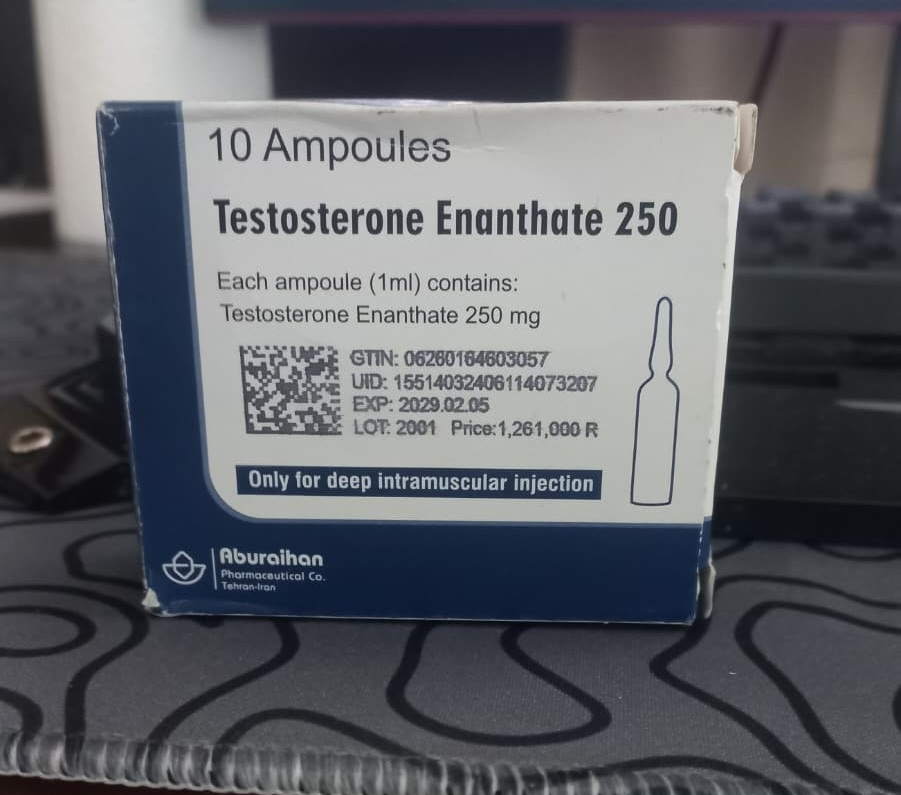 10 Ampoules
Testosterone Enanthate 250
Each ampoule (1ml) contains:
Testosterone Enanthate 250 mg
GTIN: 06260164603057
UID: 15514032406114073207
EXP: 2029.02.05
LOT: 2001 Price:1,261,000 R
Only for deep intramuscular injection
Aburaihan
Pharmaceutical Co.
Tehran-Iran